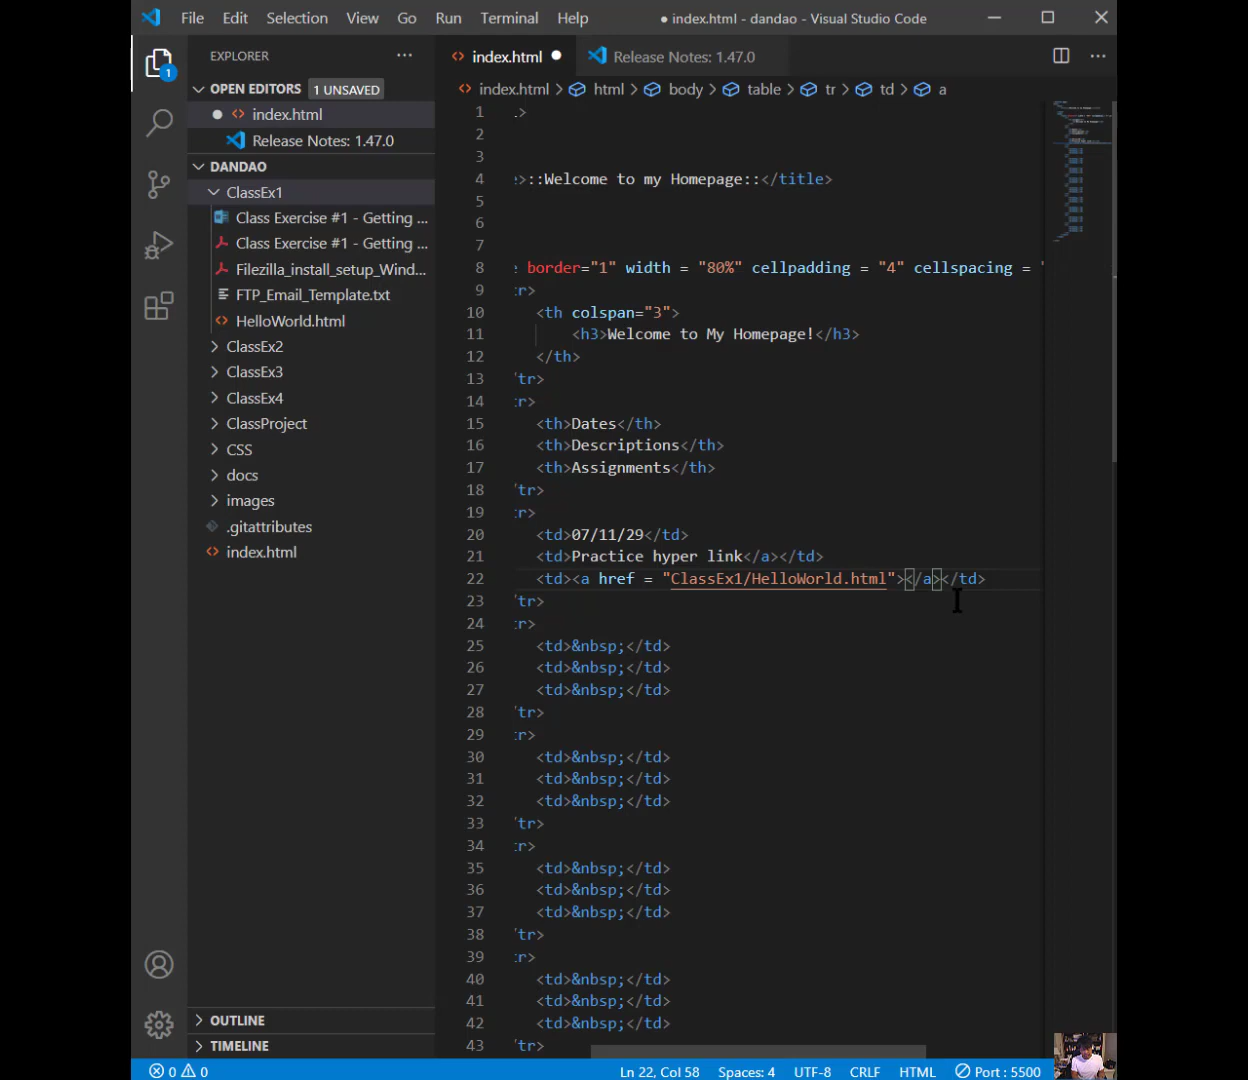 File Edit Selection View Go Run Terminal Help ● index.html - dandao - Visual Studio Code
EXPLORER
OPEN EDITORS 1 UNSAVED
index.html
Release Notes: 1.47.0
DANDAO
ClassEx1
Class Exercise #1 - Getting ...
Class Exercise #1 - Getting ...
Filezilla_install_setup_Wind...
FTP_Email_Template.txt
HelloWorld.html
ClassEx2
ClassEx3
ClassEx4
ClassProject
CSS
docs
images
.gitattributes
index.html
OUTLINE
TIMELINE
1
index.html Release Notes: 1.47.0
index.html > html > body > table > tr > td > a
1 .>
2
3
4 e>::Welcome to my Homepage::</title>
5
6
7
8 e border="1" width = "80%" cellpadding = "4" cellspacing = "
9 tr>
10 <th colspan="3">
11 <h3>Welcome to My Homepage!</h3>
12 </th>
13 /tr>
14 tr>
15 <th>Dates</th>
16 <th>Descriptions</th>
17 <th>Assignments</th>
18 /tr>
19 tr>
20 <td>07/11/29</td>
21 <td>Practice hyper link</a></td>
22 <td><a href = "ClassEx1/HelloWorld.html"></a></td>
23 /tr>
24 tr>
25 <td>&nbsp;</td>
26 <td>&nbsp;</td>
27 <td>&nbsp;</td>
28 /tr>
29 tr>
30 <td>&nbsp;</td>
31 <td>&nbsp;</td>
32 <td>&nbsp;</td>
33 /tr>
34 tr>
35 <td>&nbsp;</td>
36 <td>&nbsp;</td>
37 <td>&nbsp;</td>
38 /tr>
39 tr>
40 <td>&nbsp;</td>
41 <td>&nbsp;</td>
42 <td>&nbsp;</td>
43 /tr>
0 0 Ln 22, Col 58 Spaces: 4 UTF-8 CRLF HTML Port : 5500